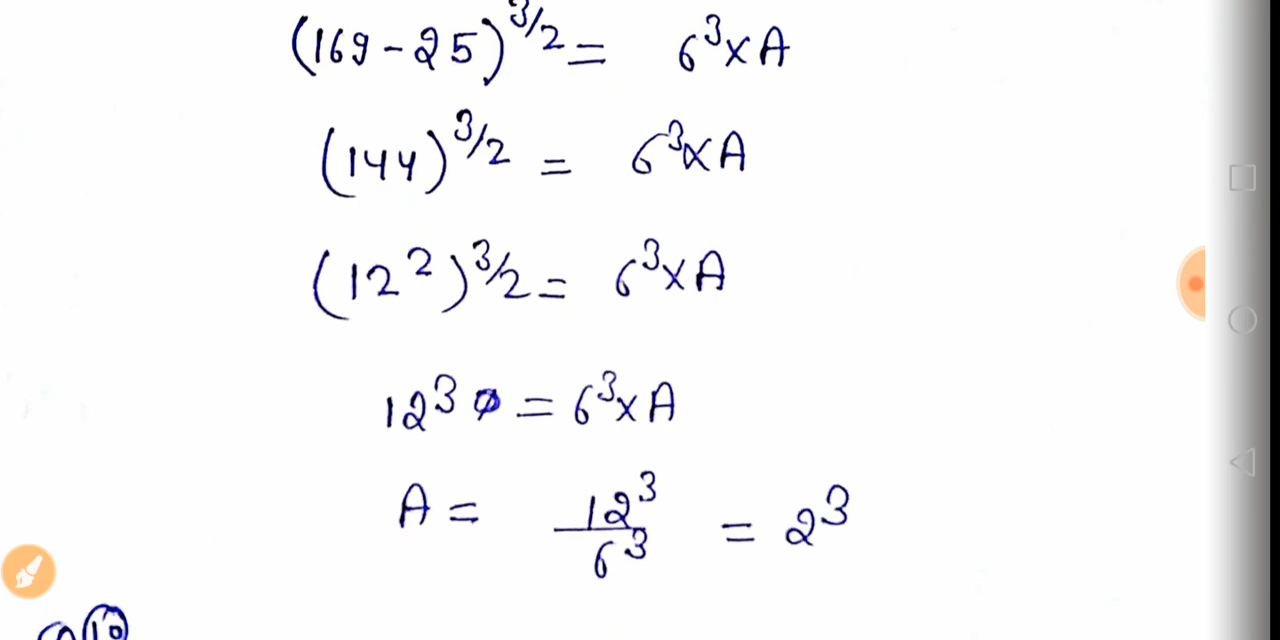 (169-25)^3/2 = 6^3×A
(144)^3/2 = 6^3×A
(12^2)^3/2 = 6^3×A
12^3 = 6^3×A
A = 12^3/6^3 = 2^3